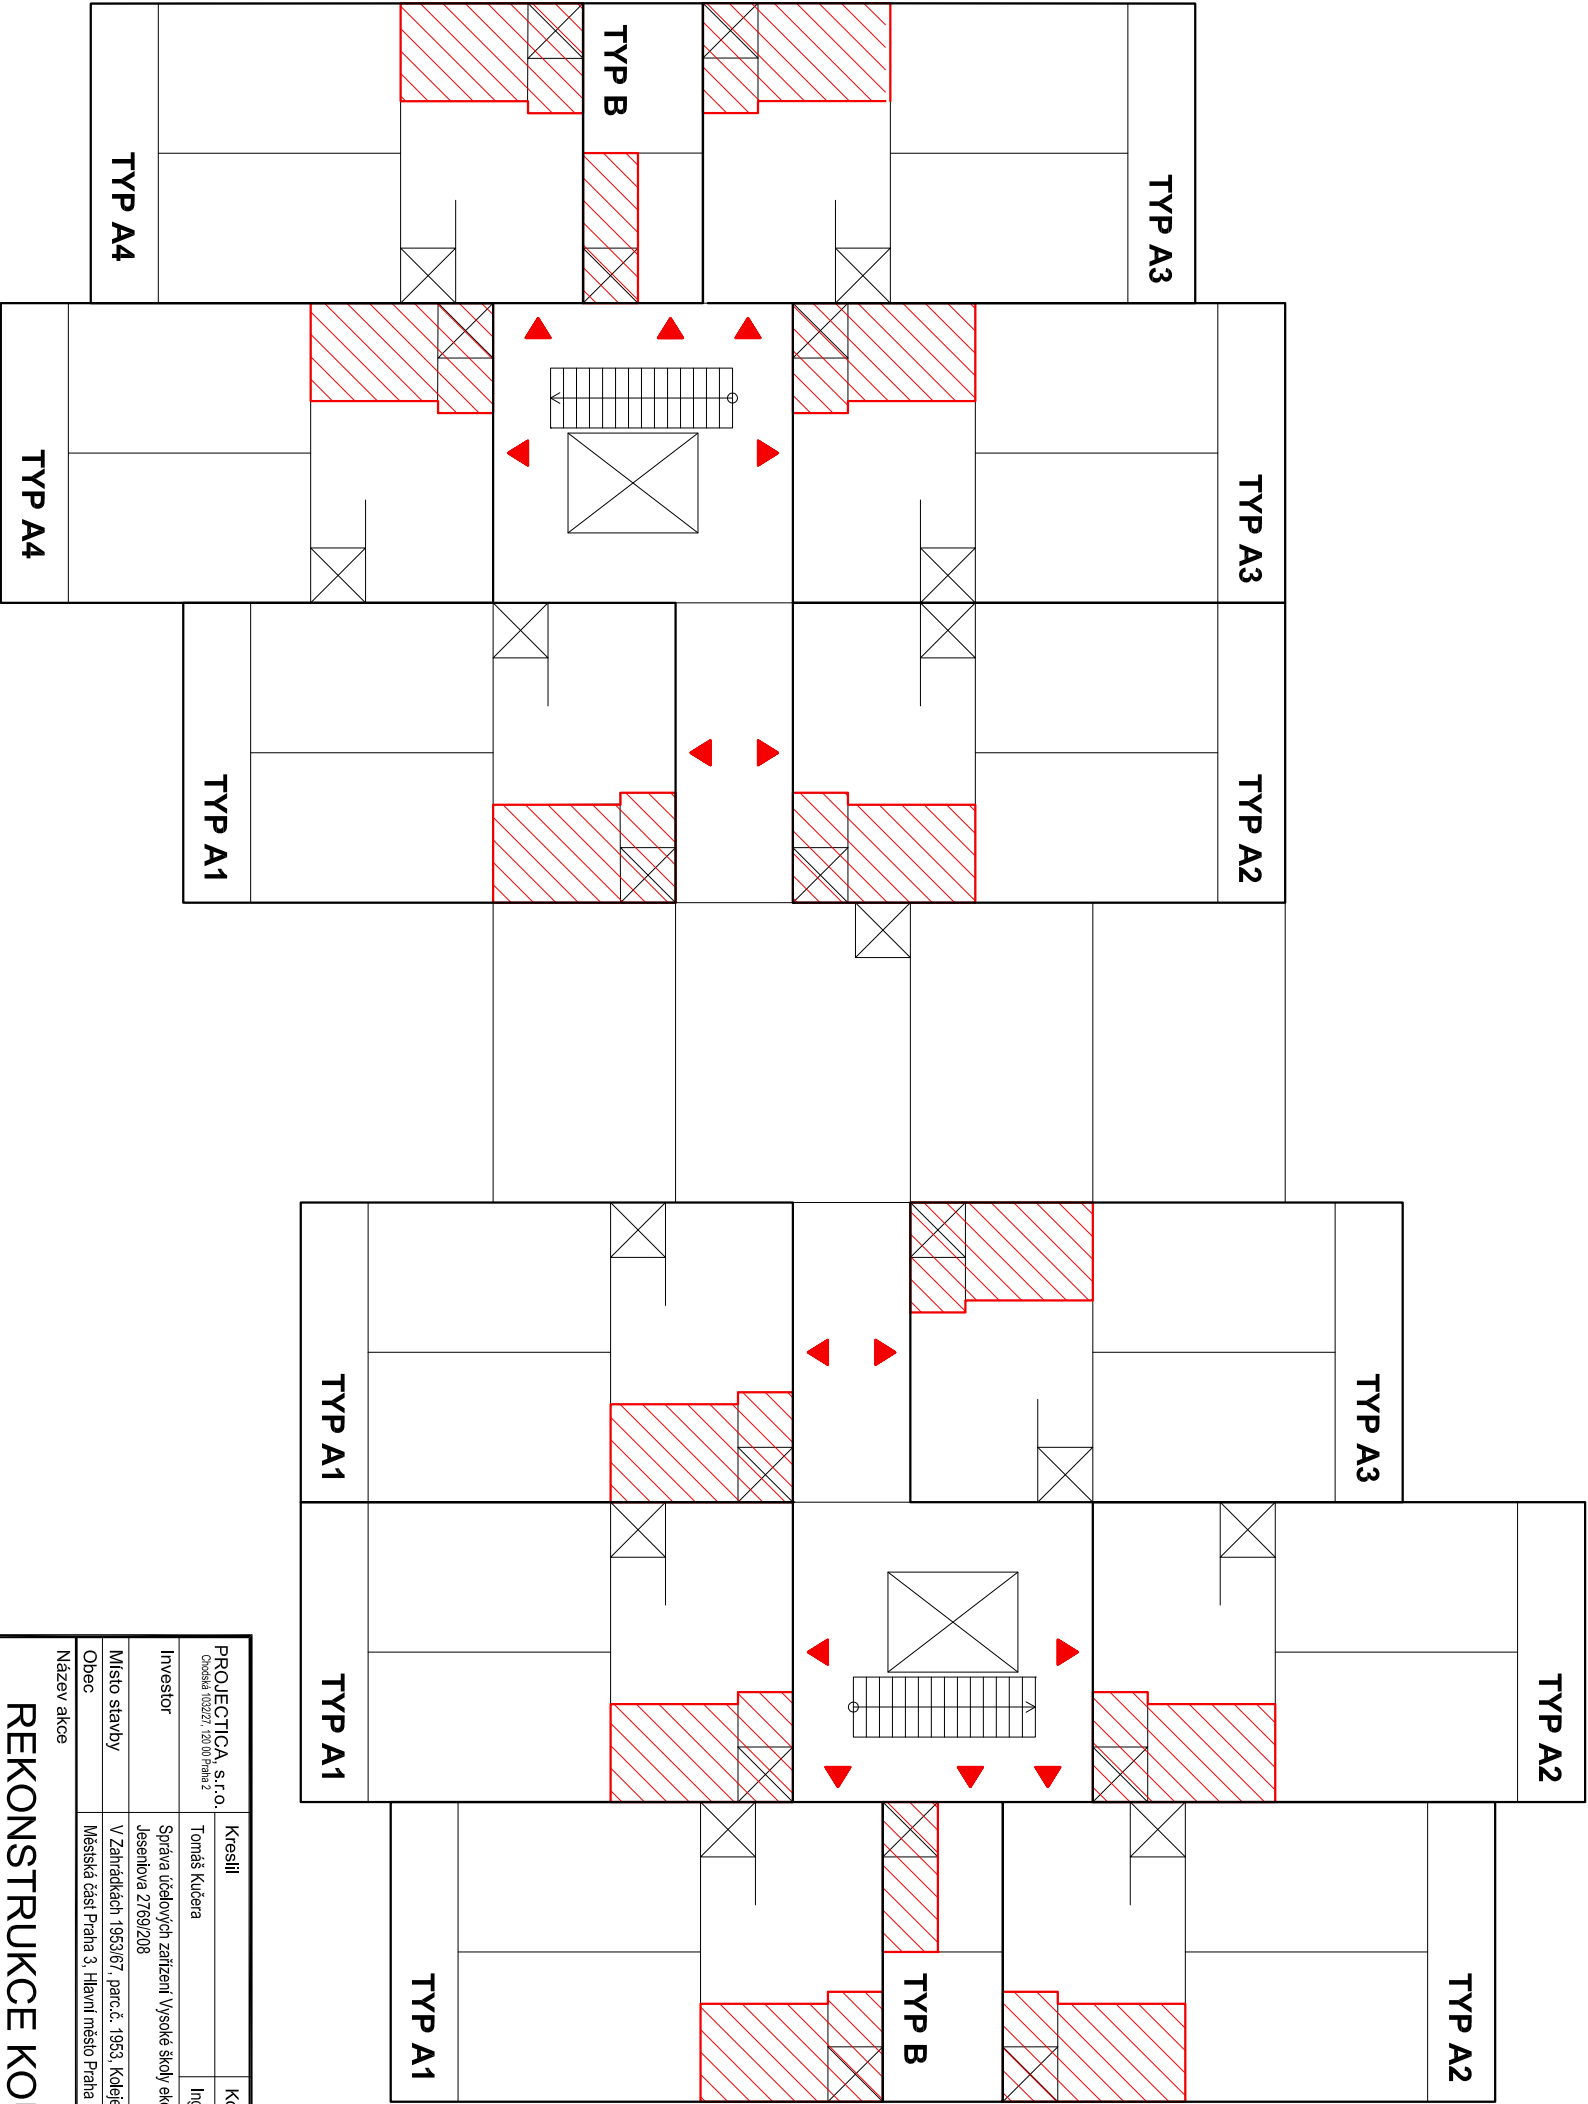 TYP A3
TYP B
TYP A4
TYP A3
TYP A4
TYP A2
TYP A1
TYP A3
TYP A1
TYP A2
TYP A1
TYP A2
TYP B
TYP A1
PROJECTICA, s.r.o.
Chodská 1032/27, 120 00 Praha 2
Kreslil
Tomáš Kučera
Investor
Správa účelových zařízení Vysoké školy
Jeseniova 2769/208
Místo stavby
V Zahrádkách 1953/67, parc.č. 1953, Koleje
Obec
Městská část Praha 3, Hlavní město Praha
Název akce
REKONSTRUKCE